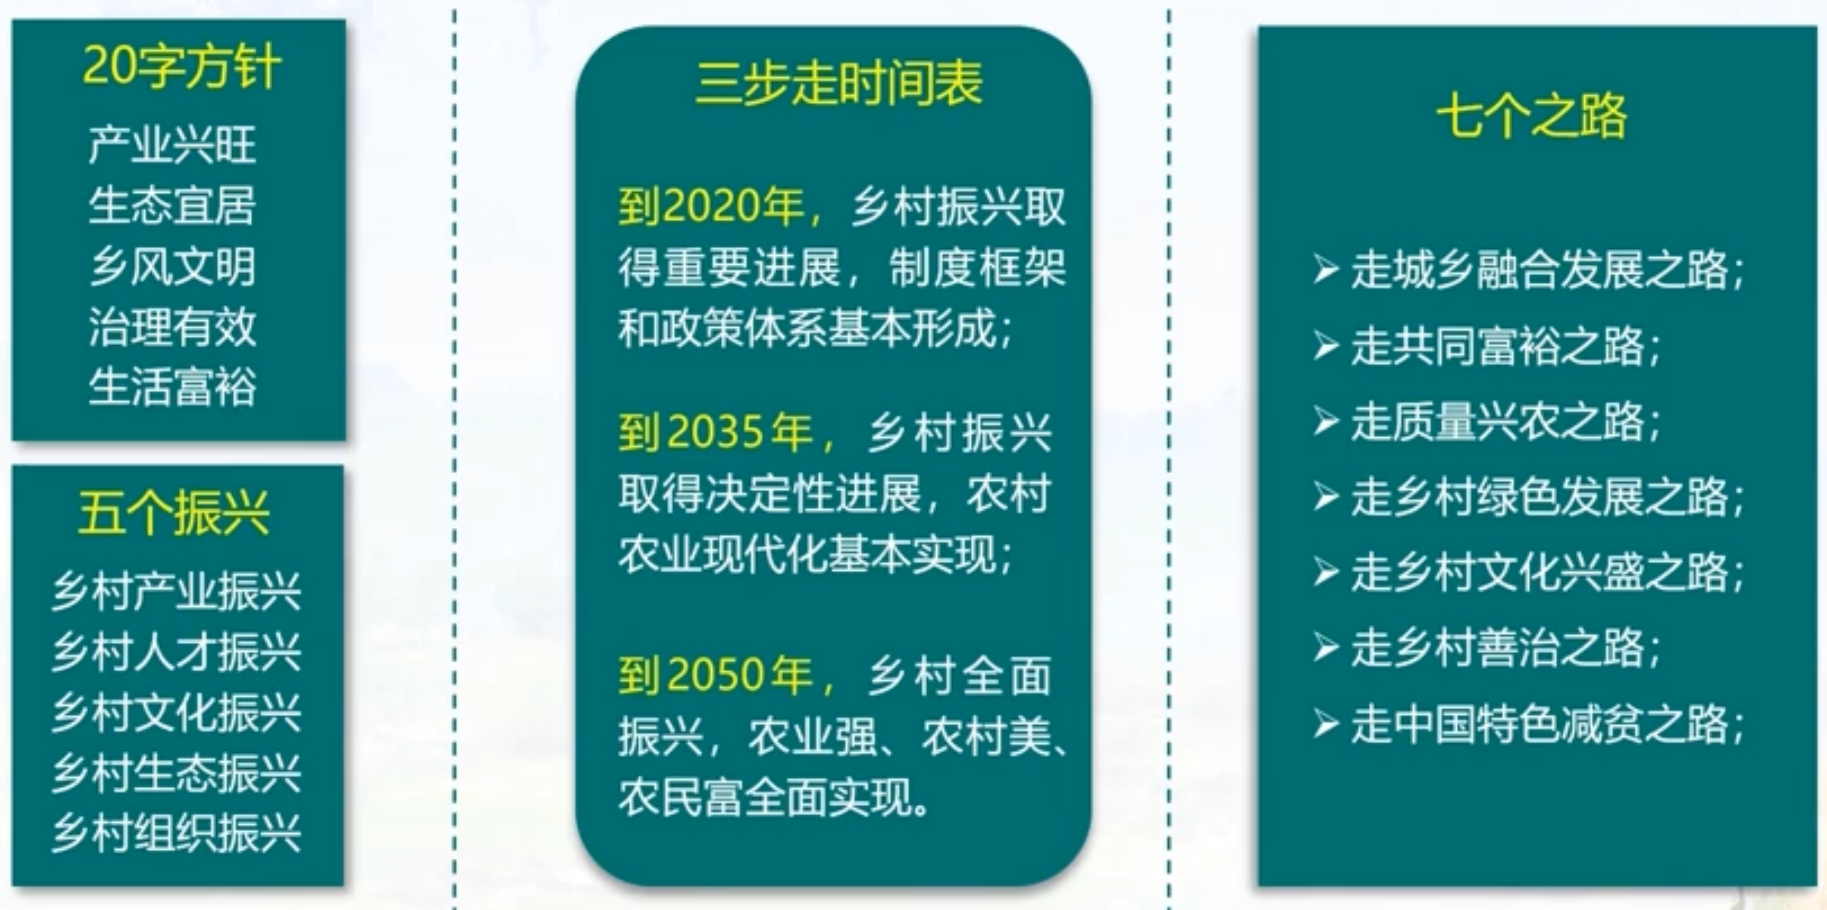 20字方针
产业兴旺
生态宜居
乡风文明
治理有效
生活富裕
五个振兴
乡村产业振兴
乡村人才振兴
乡村文化振兴
乡村生态振兴
乡村组织振兴
三步走时间表
到2020年，乡村振兴取
得重要进展，制度框架
和政策体系基本形成；
到2035年，乡村振兴
取得决定性进展，农村
农业现代化基本实现；
到2050年，乡村全面
振兴，农业强、农村美、
农民富全面实现。
七个之路
➢ 走城乡融合发展之路；
➢ 走共同富裕之路；
➢ 走质量兴农之路；
➢ 走乡村绿色发展之路；
➢ 走乡村文化兴盛之路；
➢ 走乡村善治之路；
➢ 走中国特色减贫之路；